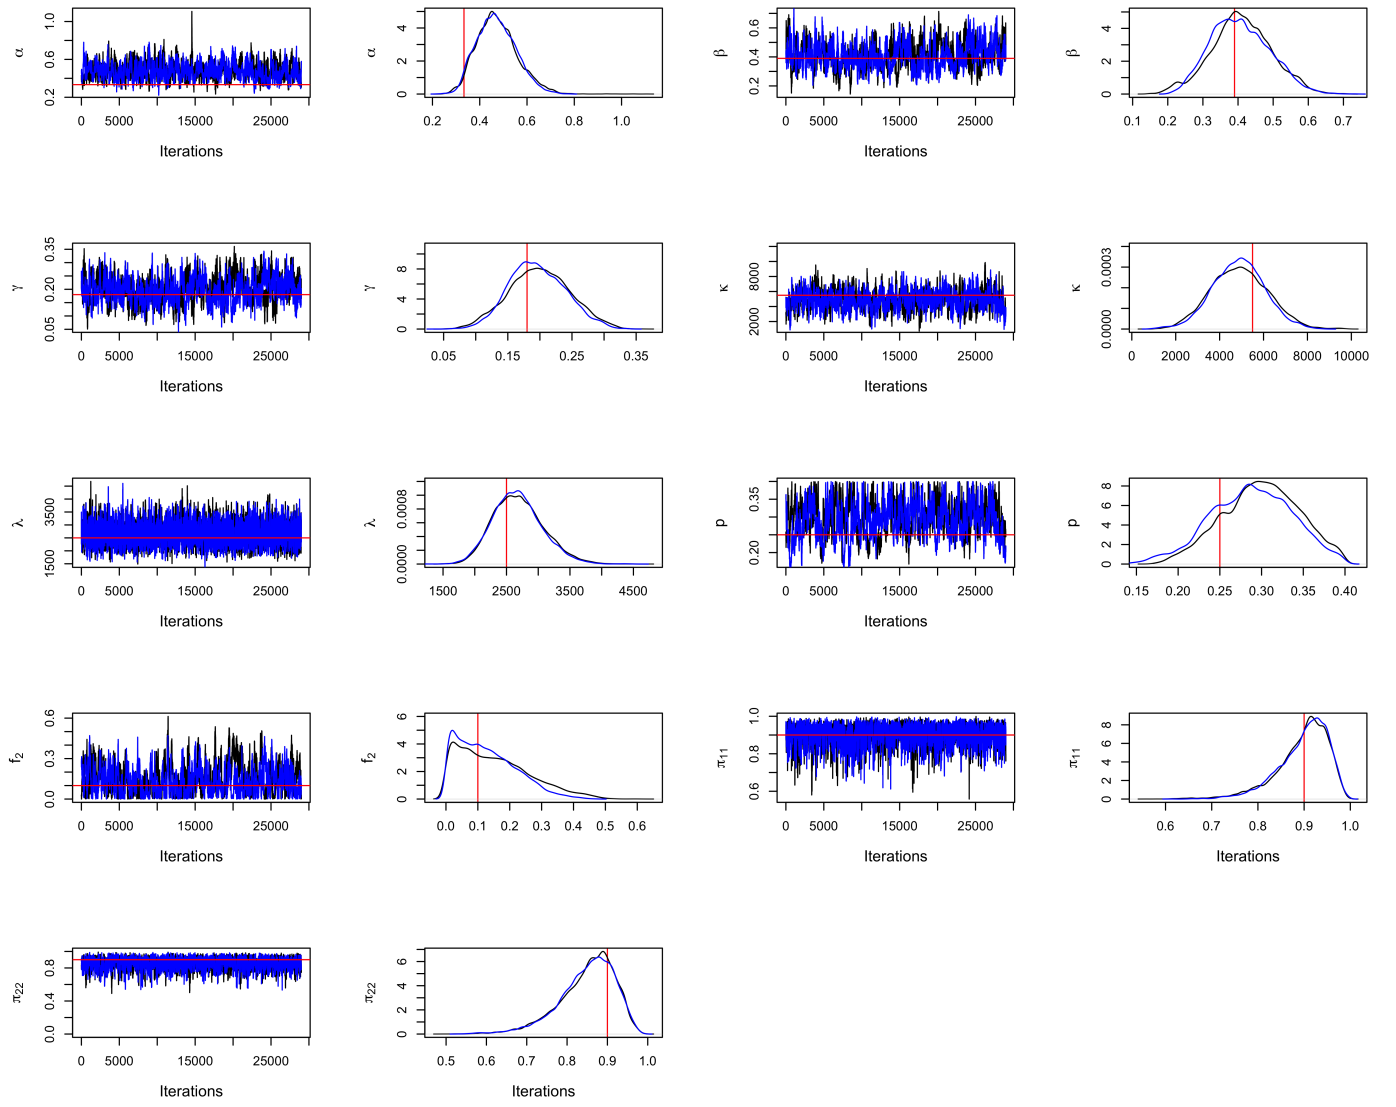 α 0.2 0.6 1.0 0 5000 15000 25000 Iterations
α 0 2 4 0.2 0.4 0.6 0.8 1.0
β 0.2 0.4 0.6 0 5000 15000 25000 Iterations
β 0 2 4 0.1 0.2 0.3 0.4 0.5 0.6 0.7
γ 0.05 0.20 0.35 0 5000 15000 25000 Iterations
γ 0 4 8 0.05 0.15 0.25 0.35
κ 2000 8000 0 5000 15000 25000 Iterations
κ 0.0000 0.0003 0 2000 4000 6000 8000 10000
λ 1500 3500 0 5000 15000 25000 Iterations
λ 0.0000 0.0008 1500 2500 3500 4500
p 0.20 0.35 0 5000 15000 25000 Iterations
p 0 2 4 6 8 0.15 0.20 0.25 0.30 0.35 0.40
f2 0.0 0.3 0.6 0 5000 15000 25000 Iterations
f2 0 2 4 6 0.0 0.1 0.2 0.3 0.4 0.5 0.6
π11 0.6 0.8 1.0 0 5000 15000 25000 Iterations
π11 0 2 4 6 8 0.6 0.7 0.8 0.9 1.0 Iterations
π22 0.0 0.4 0.8 0 5000 15000 25000 Iterations
π22 0 2 4 6 0.5 0.6 0.7 0.8 0.9 1.0 Iterations